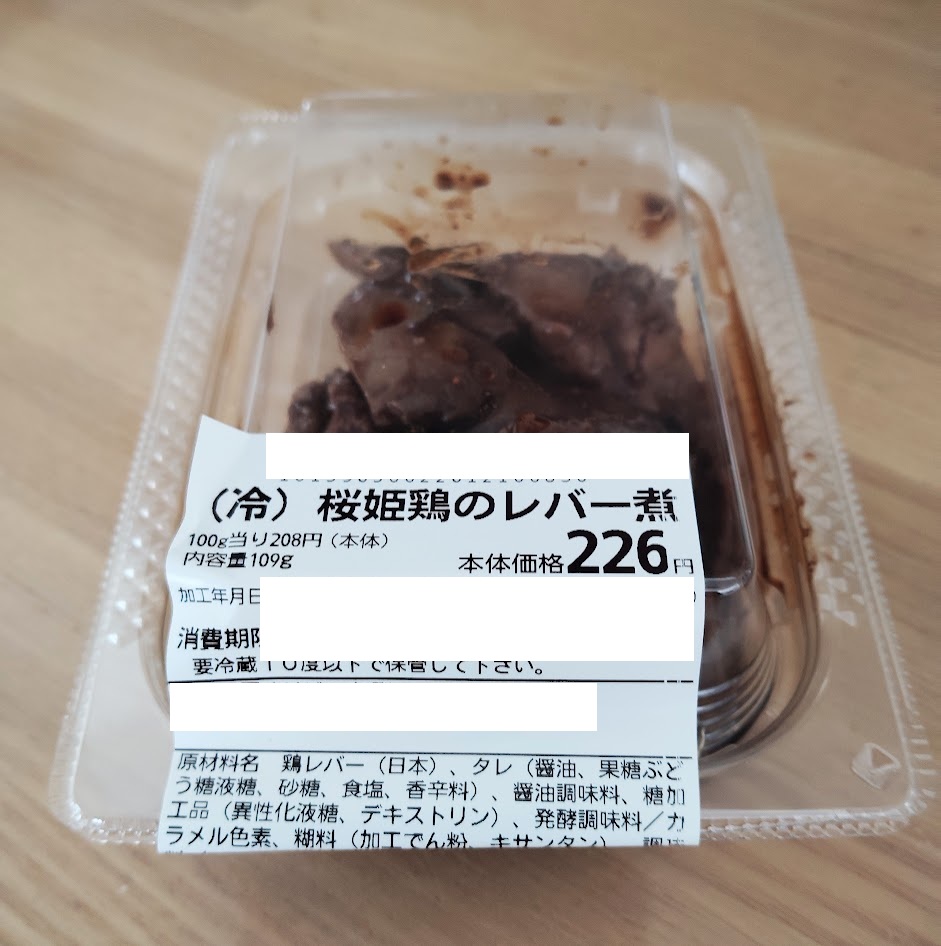 （冷）桜姫鶏のレバー煮
100g当り208円（本体）
内容量109g
本体価格226円
加工年月日
消費期限
要冷蔵10度以下で保管して下さい。
原材料名　鶏レバー（日本）、タレ（醤油、果糖ぶど
う糖液糖、砂糖、食塩、香辛料）、醤油調味料、糖加
工品（異性化液糖、デキストリン）、発酵調味料／カ
ラメル色素、糊料（加工でん粉、キサンタン）、調味